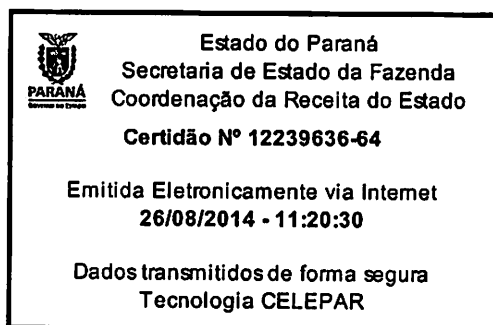 Estado do Paraná
Secretaria de Estado da Fazenda
PARANÁ
Coordenação da Receita do Estado
Certidão Nº 12239636-64
Emitida Eletronicamente via Internet
26/08/2014 - 11:20:30
Dados transmitidos de forma segura
Tecnologia CELEPAR